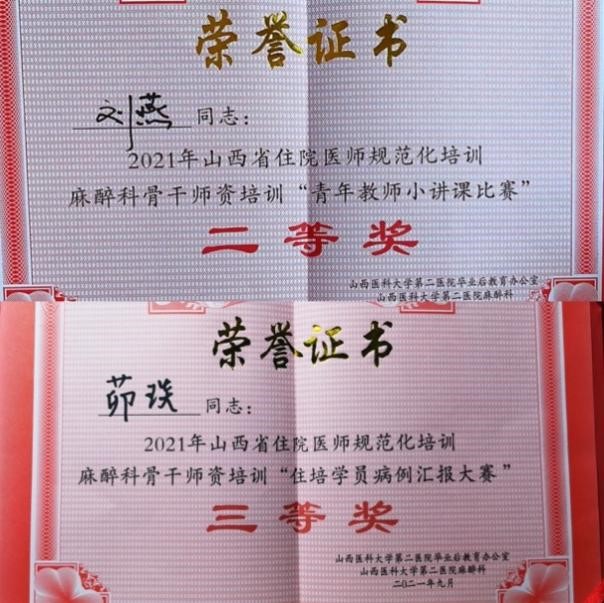 荣誉证书
刘燕 同志：
2021年山西省住院医师规范化培训
麻醉科骨干师资培训“青年教师小讲课比赛”
二等奖
山西医科大学第二医院毕业后教育办公室
山西医科大学第二医院麻醉科
荣誉证书
茆琰 同志：
2021年山西省住院医师规范化培训
麻醉科骨干师资培训“住培学员病例汇报大赛”
三等奖
山西医科大学第二医院毕业后教育办公室
山西医科大学第二医院麻醉科
二〇二一年九月